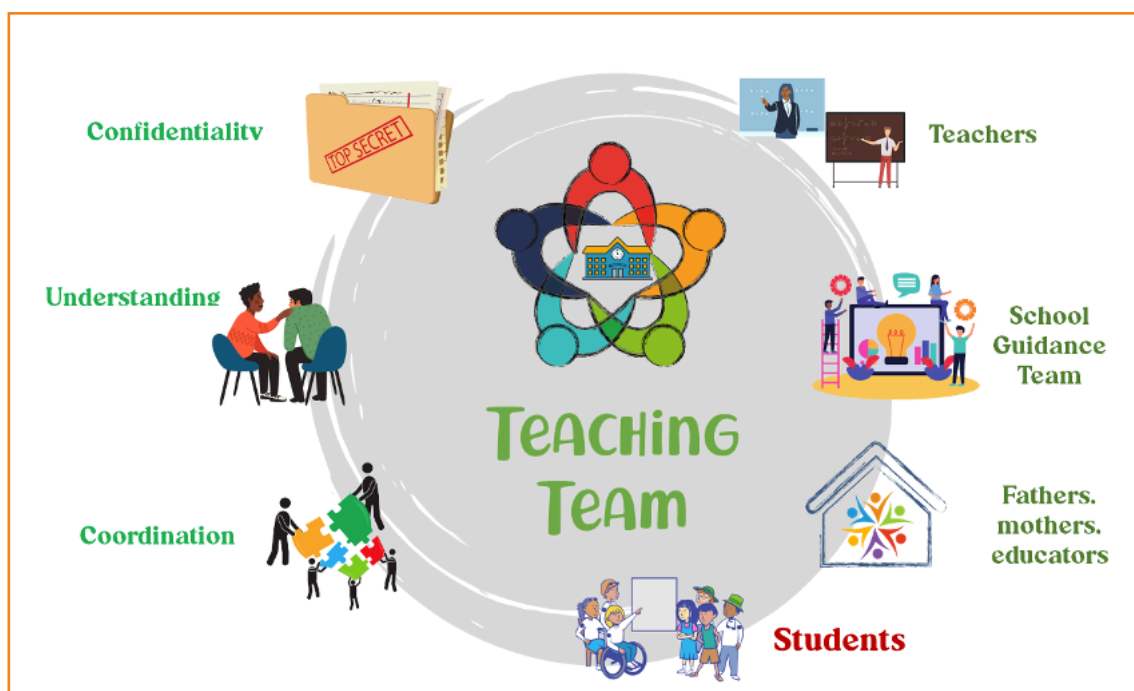 Confidentiality
TOP SECRET
Teachers
Understanding
School
Guidance
Team
TEACHING
TEAM
Coordination
Fathers,
mothers,
educators
Students